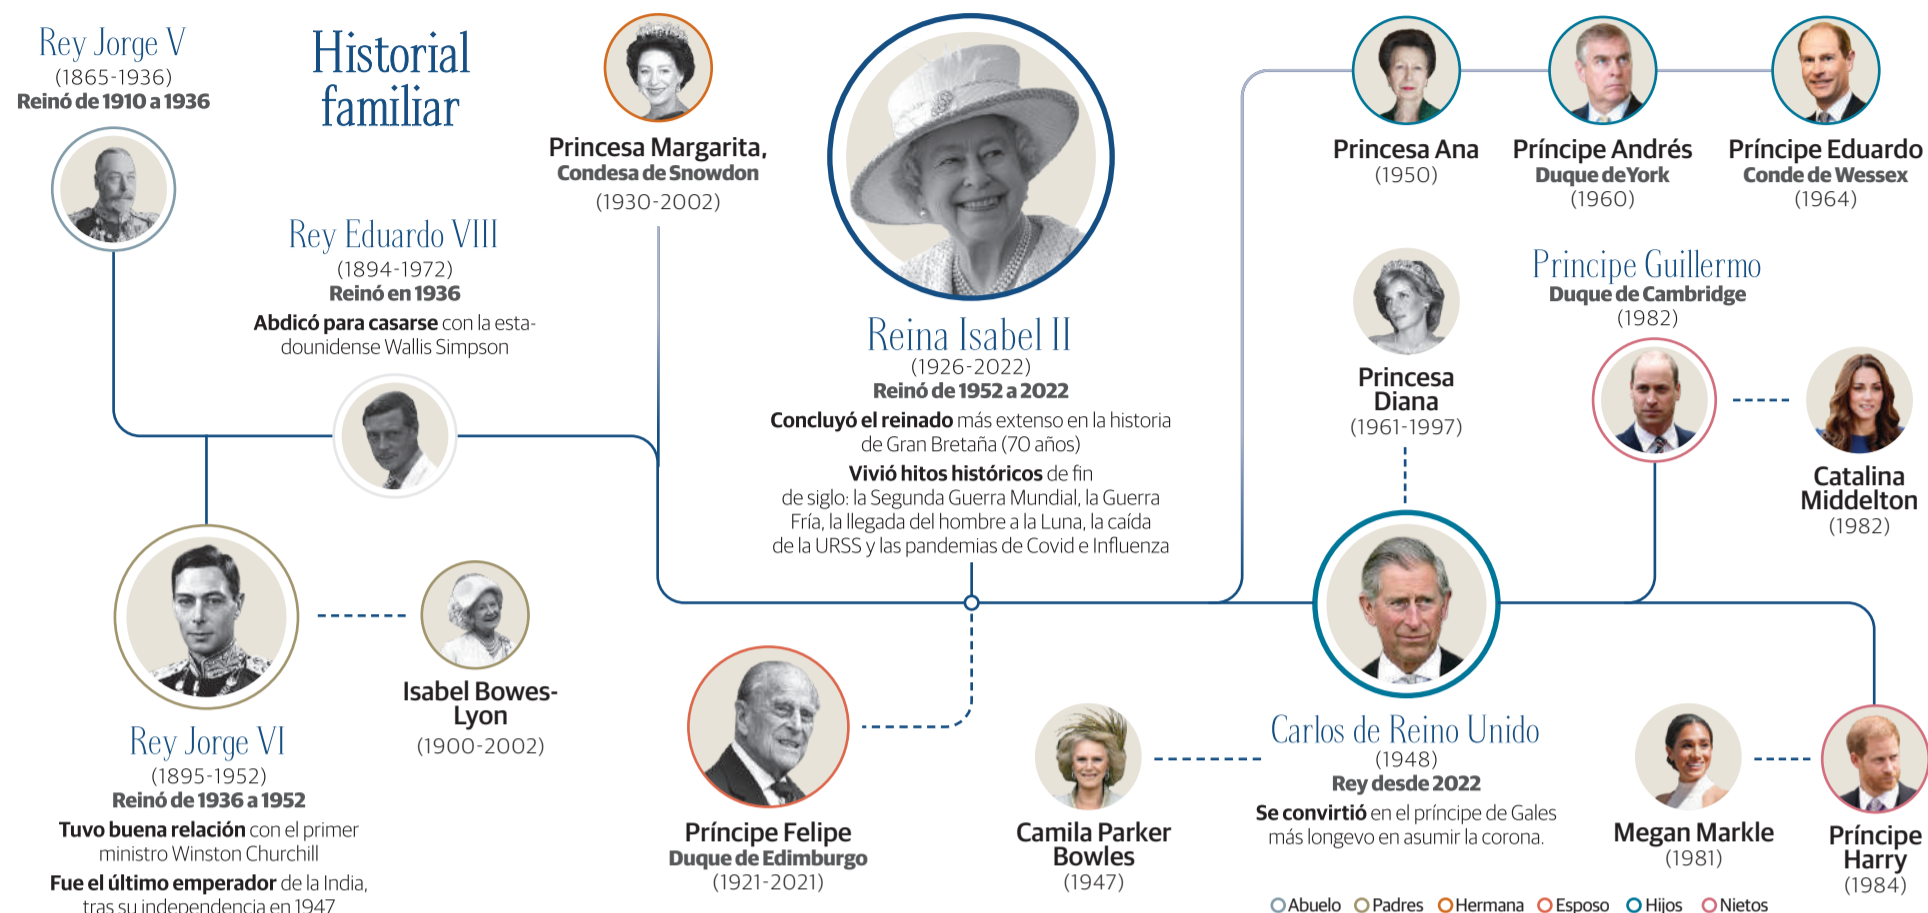 Historial
familiar
Rey Jorge V
(1865-1936)
Reinó de 1910 a 1936
Rey Eduardo VIII
(1894-1972)
Reinó en 1936
Abdicó para casarse con la esta-
dounidense Wallis Simpson
Rey Jorge VI
(1895-1952)
Reinó de 1936 a 1952
Tuvo buena relación con el primer
ministro Winston Churchill
Fue el último emperador de la India,
tras su independencia en 1947
Isabel Bowes-
Lyon
(1900-2002)
Princesa Margarita,
Condesa de Snowdon
(1930-2002)
Reina Isabel II
(1926-2022)
Reinó de 1952 a 2022
Concluyó el reinado más extenso en la historia
de Gran Bretaña (70 años)
Vivió hitos históricos de fin
de siglo: la Segunda Guerra Mundial, la Guerra
Fría, la llegada del hombre a la Luna, la caída
de la URSS y las pandemias de Covid e Influenza
Príncipe Felipe
Duque de Edimburgo
(1921-2021)
Princesa Ana
(1950)
Príncipe Andrés
Duque de York
(1960)
Príncipe Eduardo
Conde de Wessex
(1964)
Princesa
Diana
(1961-1997)
Principe Guillermo
Duque de Cambridge
(1982)
Catalina
Middelton
(1982)
Camila Parker
Bowles
(1947)
Carlos de Reino Unido
(1948)
Rey desde 2022
Se convirtió en el príncipe de Gales
más longevo en asumir la corona.
Megan Markle
(1981)
Príncipe
Harry
(1984)
Abuelo Padres Hermana Esposo Hijos Nietos